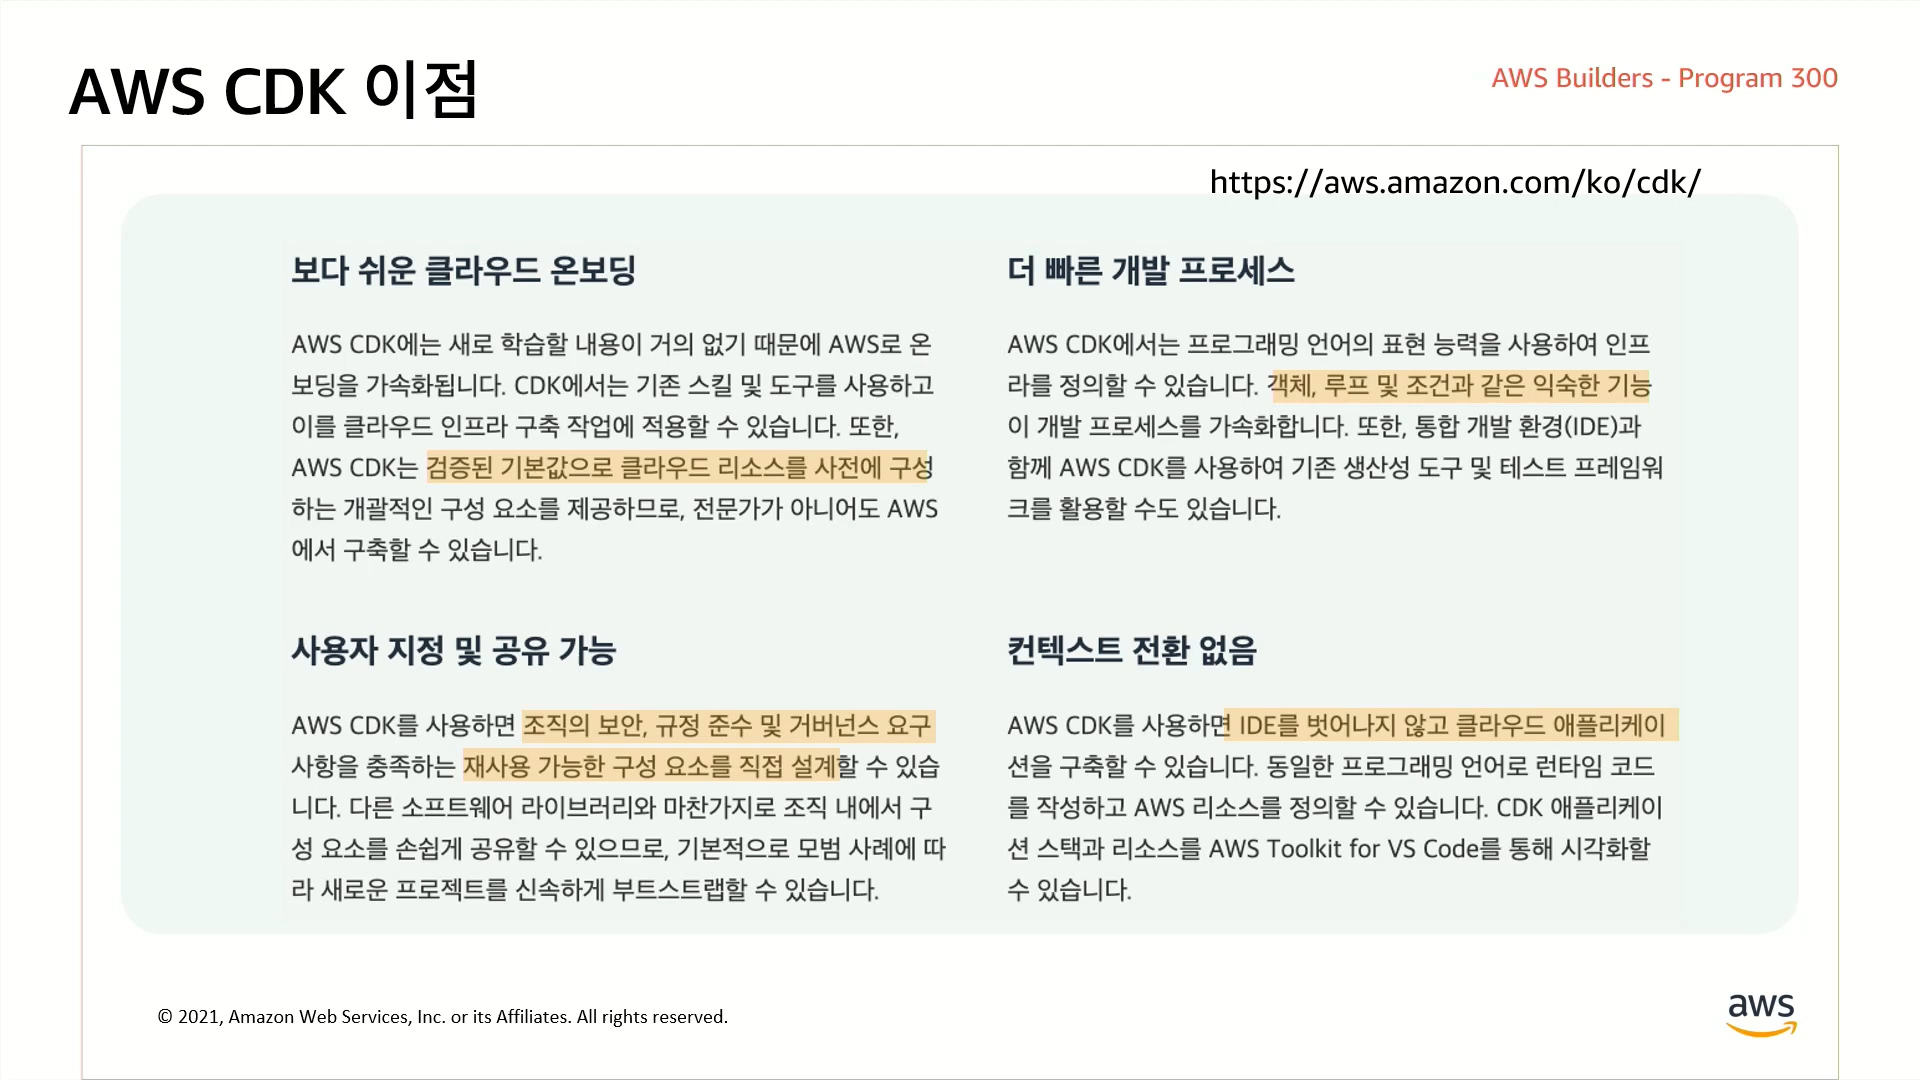 AWS CDK 이점
AWS Builders - Program 300
https://aws.amazon.com/ko/cdk/
보다 쉬운 클라우드 온보딩
AWS CDK에는 새로 학습할 내용이 거의 없기 때문에 AWS로 온
보딩을 가속화됩니다. CDK에서는 기존 스킬 및 도구를 사용하고
이를 클라우드 인프라 구축 작업에 적용할 수 있습니다. 또한,
AWS CDK는 검증된 기본값으로 클라우드 리소스를 사전에 구성
하는 개괄적인 구성 요소를 제공하므로, 전문가가 아니어도 AWS
에서 구축할 수 있습니다.
더 빠른 개발 프로세스
AWS CDK에서는 프로그래밍 언어의 표현 능력을 사용하여 인프
라를 정의할 수 있습니다. 객체, 루프 및 조건과 같은 익숙한 기능
이 개발 프로세스를 가속화합니다. 또한, 통합 개발 환경(IDE)과
함께 AWS CDK를 사용하여 기존 생산성 도구 및 테스트 프레임워
크를 활용할 수도 있습니다.
사용자 지정 및 공유 가능
AWS CDK를 사용하면 조직의 보안, 규정 준수 및 거버넌스 요구
사항을 충족하는 재사용 가능한 구성 요소를 직접 설계할 수 있습
니다. 다른 소프트웨어 라이브러리와 마찬가지로 조직 내에서 구
성 요소를 손쉽게 공유할 수 있으므로, 기본적으로 모범 사례에 따
라 새로운 프로젝트를 신속하게 부트스트랩할 수 있습니다.
컨텍스트 전환 없음
AWS CDK를 사용하면 IDE를 벗어나지 않고 클라우드 애플리케이
션을 구축할 수 있습니다. 동일한 프로그래밍 언어로 런타임 코드
를 작성하고 AWS 리소스를 정의할 수 있습니다. CDK 애플리케이
션 스택과 리소스를 AWS Toolkit for VS Code를 통해 시각화할
수 있습니다.
© 2021, Amazon Web Services, Inc. or its Affiliates. All rights reserved.
aws